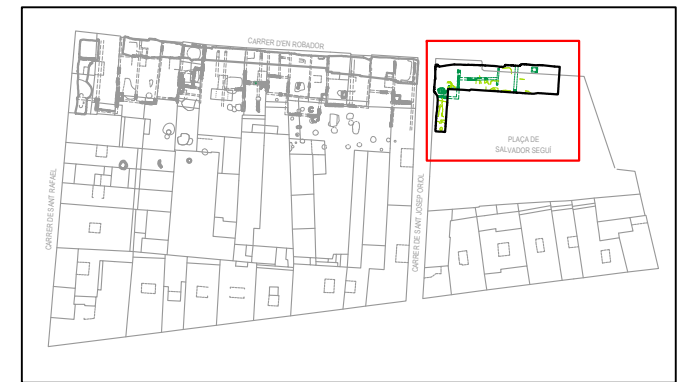 CARRER D'EN ROBADOR
PLAÇA DE
SALVADOR SEGUÍ
CARRER DE SANT RAFAEL
CARRER DE SANT JOSEP ORIOL